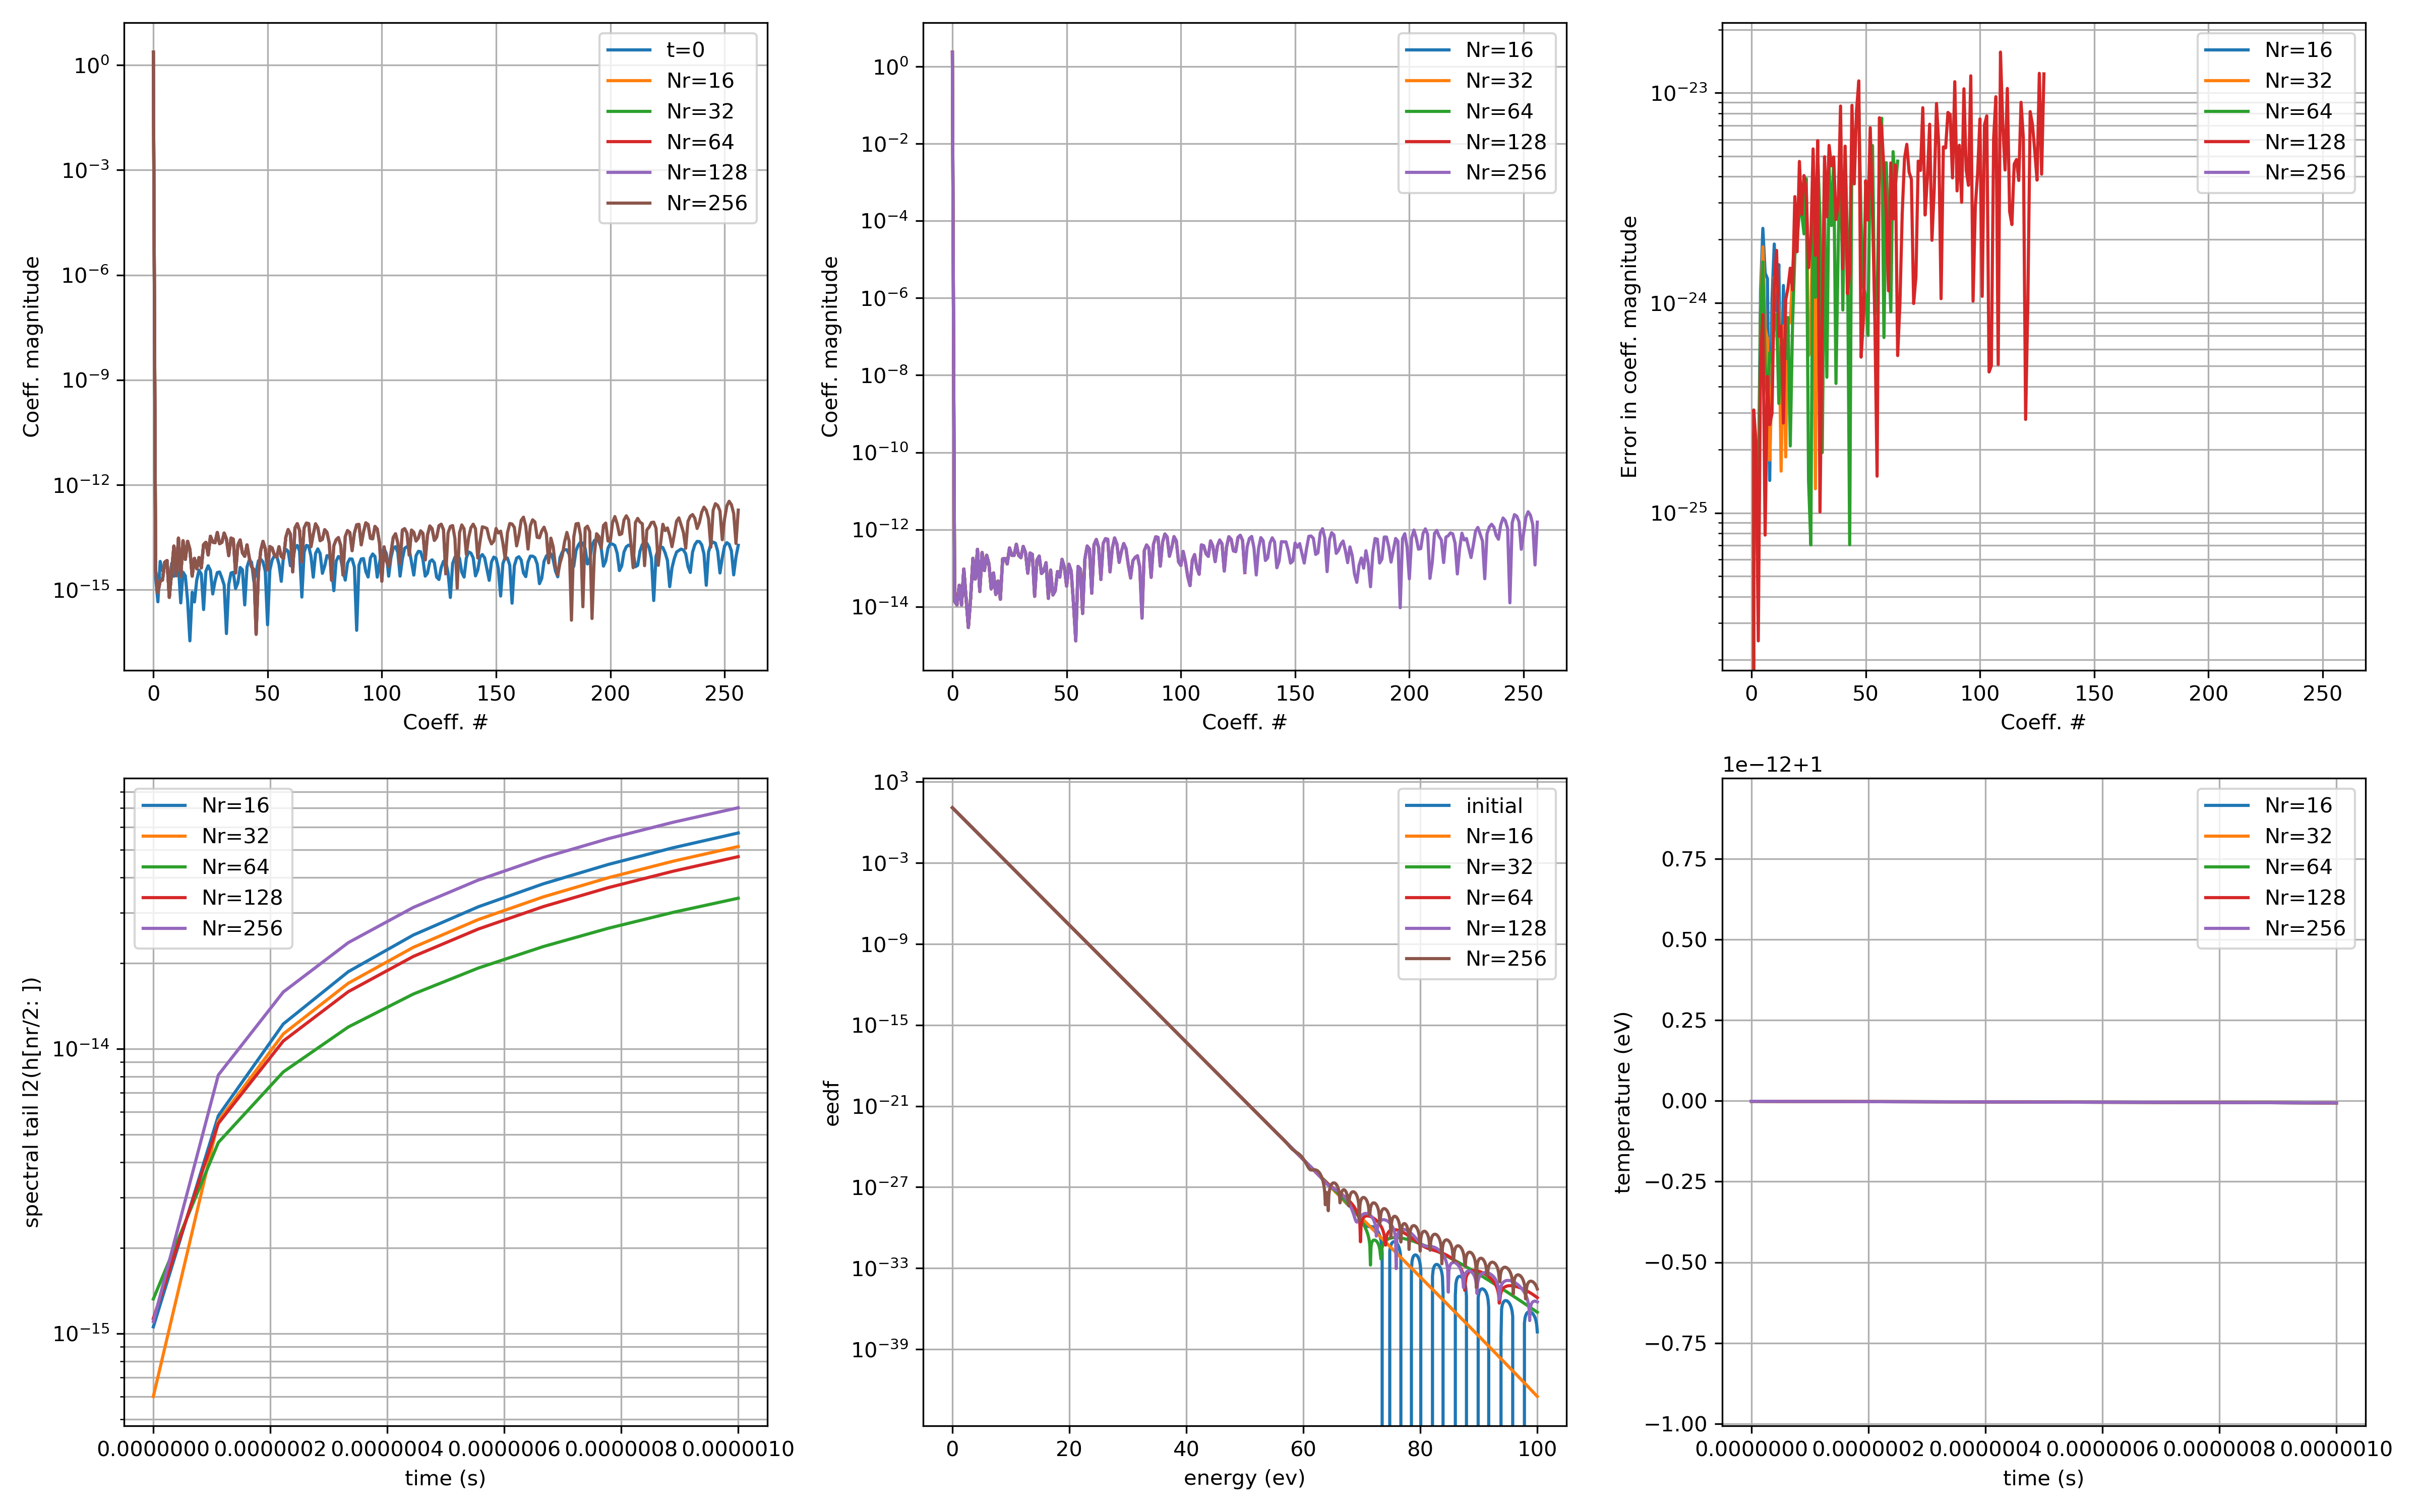 10^0
10^−3
10^−6
10^−9
10^−12
10^−15
Coeff. magnitude
0 50 100 150 200 250
Coeff. #
t=0
Nr=16
Nr=32
Nr=64
Nr=128
Nr=256
10^0
10^−2
10^−4
10^−6
10^−8
10^−10
10^−12
10^−14
Coeff. magnitude
0 50 100 150 200 250
Coeff. #
Nr=16
Nr=32
Nr=64
Nr=128
Nr=256
10^−23
10^−24
10^−25
Error in coeff. magnitude
0 50 100 150 200 250
Coeff. #
Nr=16
Nr=32
Nr=64
Nr=128
Nr=256
10^−14
10^−15
spectral tail l2(h[nr/2: ])
0.0000000 0.0000002 0.0000004 0.0000006 0.0000008 0.0000010
time (s)
Nr=16
Nr=32
Nr=64
Nr=128
Nr=256
10^3
10^−3
10^−9
10^−15
10^−21
10^−27
10^−33
10^−39
eedf
0 20 40 60 80 100
energy (ev)
initial
Nr=16
Nr=32
Nr=64
Nr=128
Nr=256
1e−12+1
0.75
0.50
0.25
0.00
−0.25
−0.50
−0.75
−1.00
temperature (eV)
0.0000000 0.0000002 0.0000004 0.0000006 0.0000008 0.0000010
time (s)
Nr=16
Nr=32
Nr=64
Nr=128
Nr=256